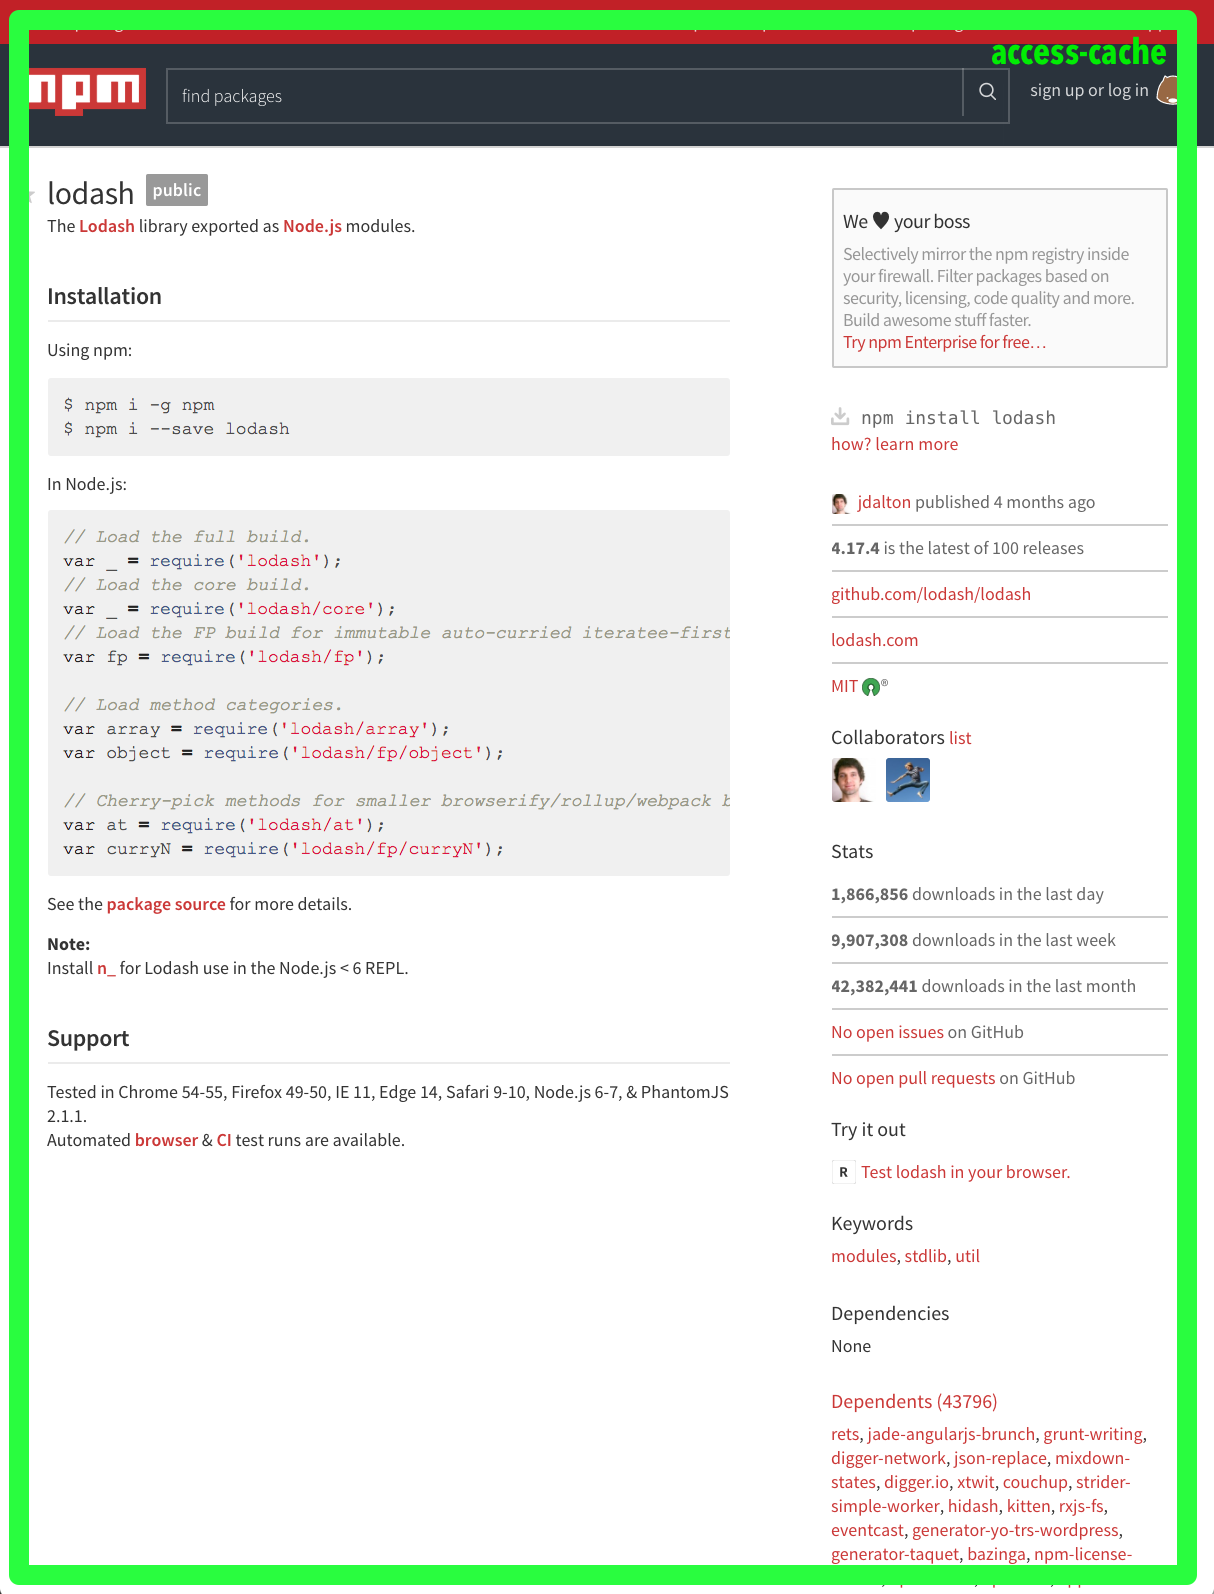 access-cache
npm
find packages
sign up or log in
lodash public
The Lodash library exported as Node.js modules.
Installation
Using npm:
$ npm i -g npm
$ npm i --save lodash
In Node.js:
// Load the full build.
var _ = require('lodash');
// Load the core build.
var _ = require('lodash/core');
// Load the FP build for immutable auto-curried iteratee-first
var fp = require('lodash/fp');
// Load method categories.
var array = require('lodash/array');
var object = require('lodash/fp/object');
// Cherry-pick methods for smaller browserify/rollup/webpack b
var at = require('lodash/at');
var curryN = require('lodash/fp/curryN');
See the package source for more details.
Note:
Install n_ for Lodash use in the Node.js < 6 REPL.
Support
Tested in Chrome 54-55, Firefox 49-50, IE 11, Edge 14, Safari 9-10, Node.js 6-7, & PhantomJS
2.1.1.
Automated browser & CI test runs are available.
We ♥ your boss
Selectively mirror the npm registry inside
your firewall. Filter packages based on
security, licensing, code quality and more.
Build awesome stuff faster.
Try npm Enterprise for free…
npm install lodash
how? learn more
jdalton published 4 months ago
4.17.4 is the latest of 100 releases
github.com/lodash/lodash
lodash.com
MIT ®
Collaborators list
Stats
1,866,856 downloads in the last day
9,907,308 downloads in the last week
42,382,441 downloads in the last month
No open issues on GitHub
No open pull requests on GitHub
Try it out
R Test lodash in your browser.
Keywords
modules, stdlib, util
Dependencies
None
Dependents (43796)
rets, jade-angularjs-brunch, grunt-writing,
digger-network, json-replace, mixdown-
states, digger.io, xtwit, couchup, strider-
simple-worker, hidash, kitten, rxjs-fs,
eventcast, generator-yo-trs-wordpress,
generator-taquet, bazinga, npm-license-